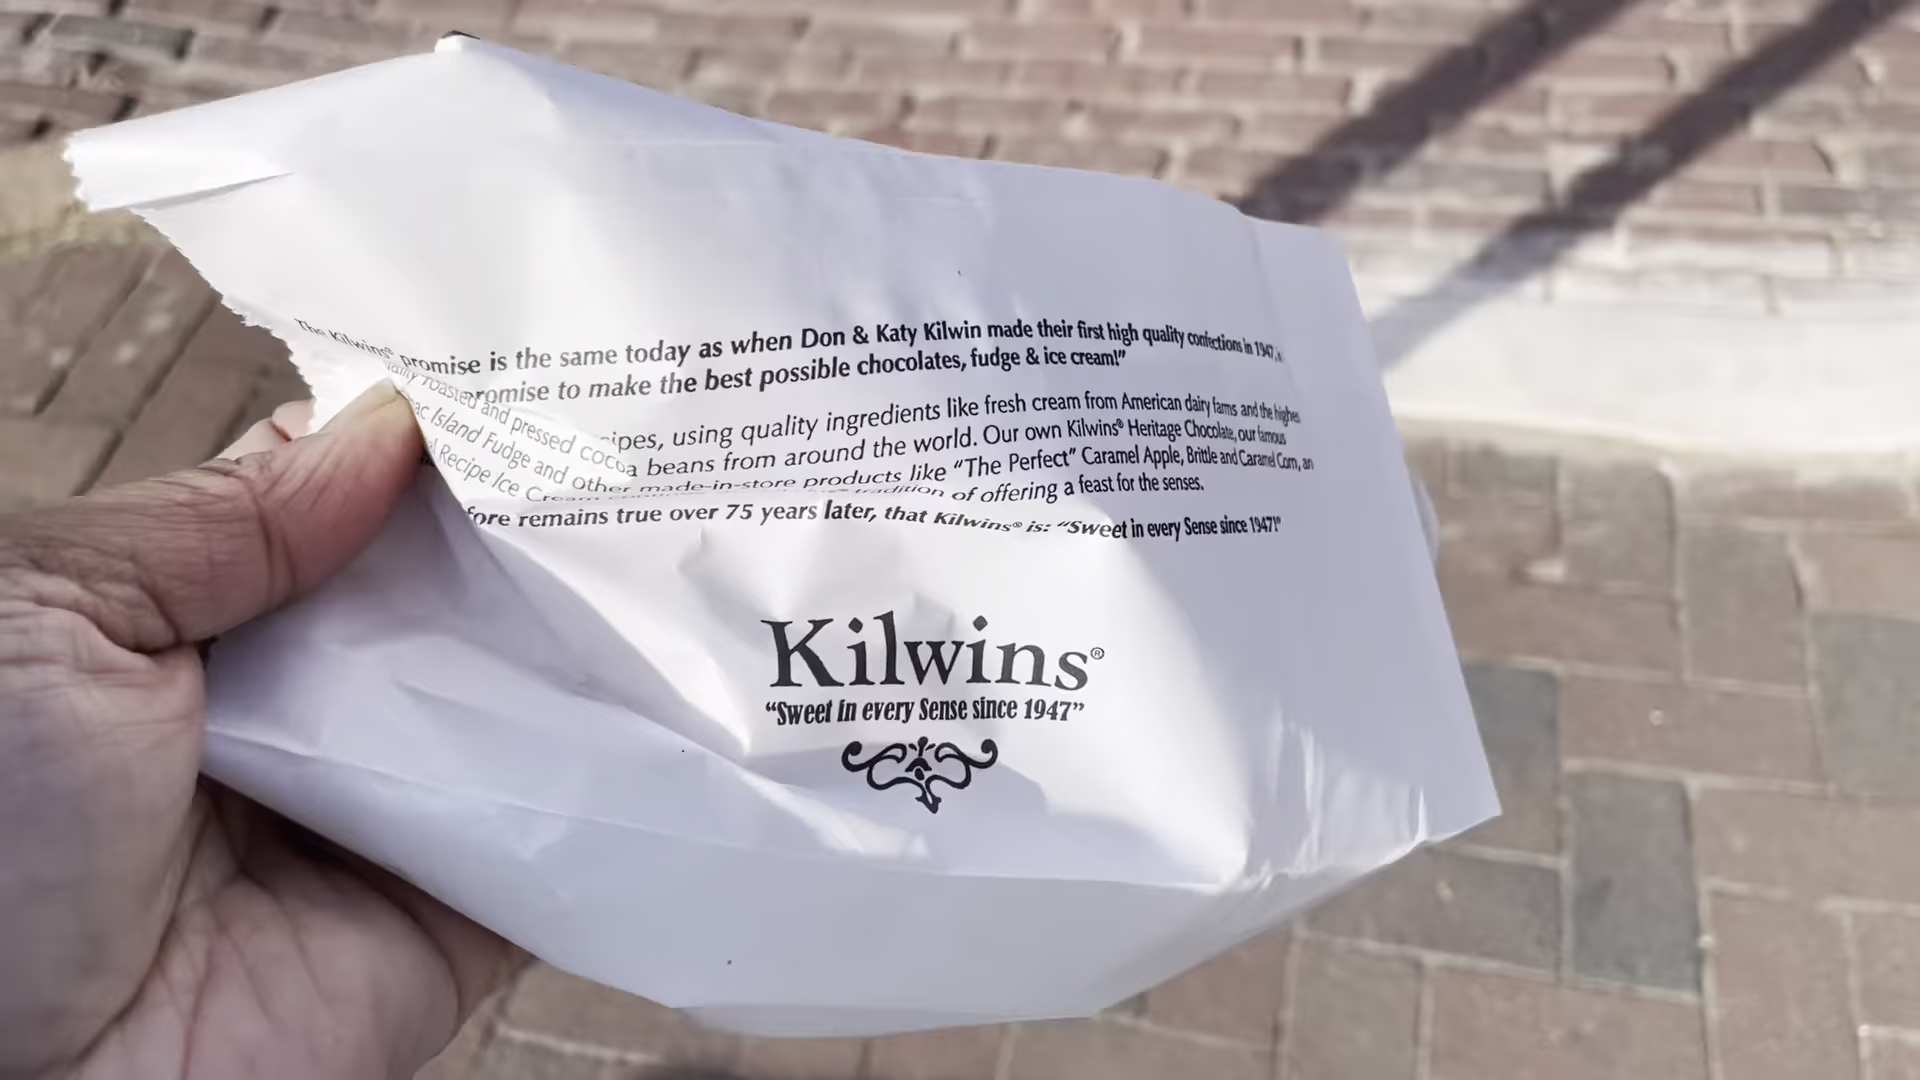 The Kilwins® promise is the same today as when Don & Katy Kilwin made their first high quality confections in 1947,
promise to make the best possible chocolates, fudge & ice cream!”
using quality ingredients like fresh cream from American dairy farms and the
roasted and pressed cocoa beans from around the world. Our own Kilwins® Heritage Chocolate, our famous
Island Fudge and other made-in-store products like “The Perfect” Caramel Apple, Brittle and Caramel Corn,
Recipe Ice Cream tradition of offering a feast for the senses.
remains true over 75 years later, that Kilwins® is: “Sweet in every Sense since 1947!”
Kilwins®
“Sweet in every Sense since 1947”